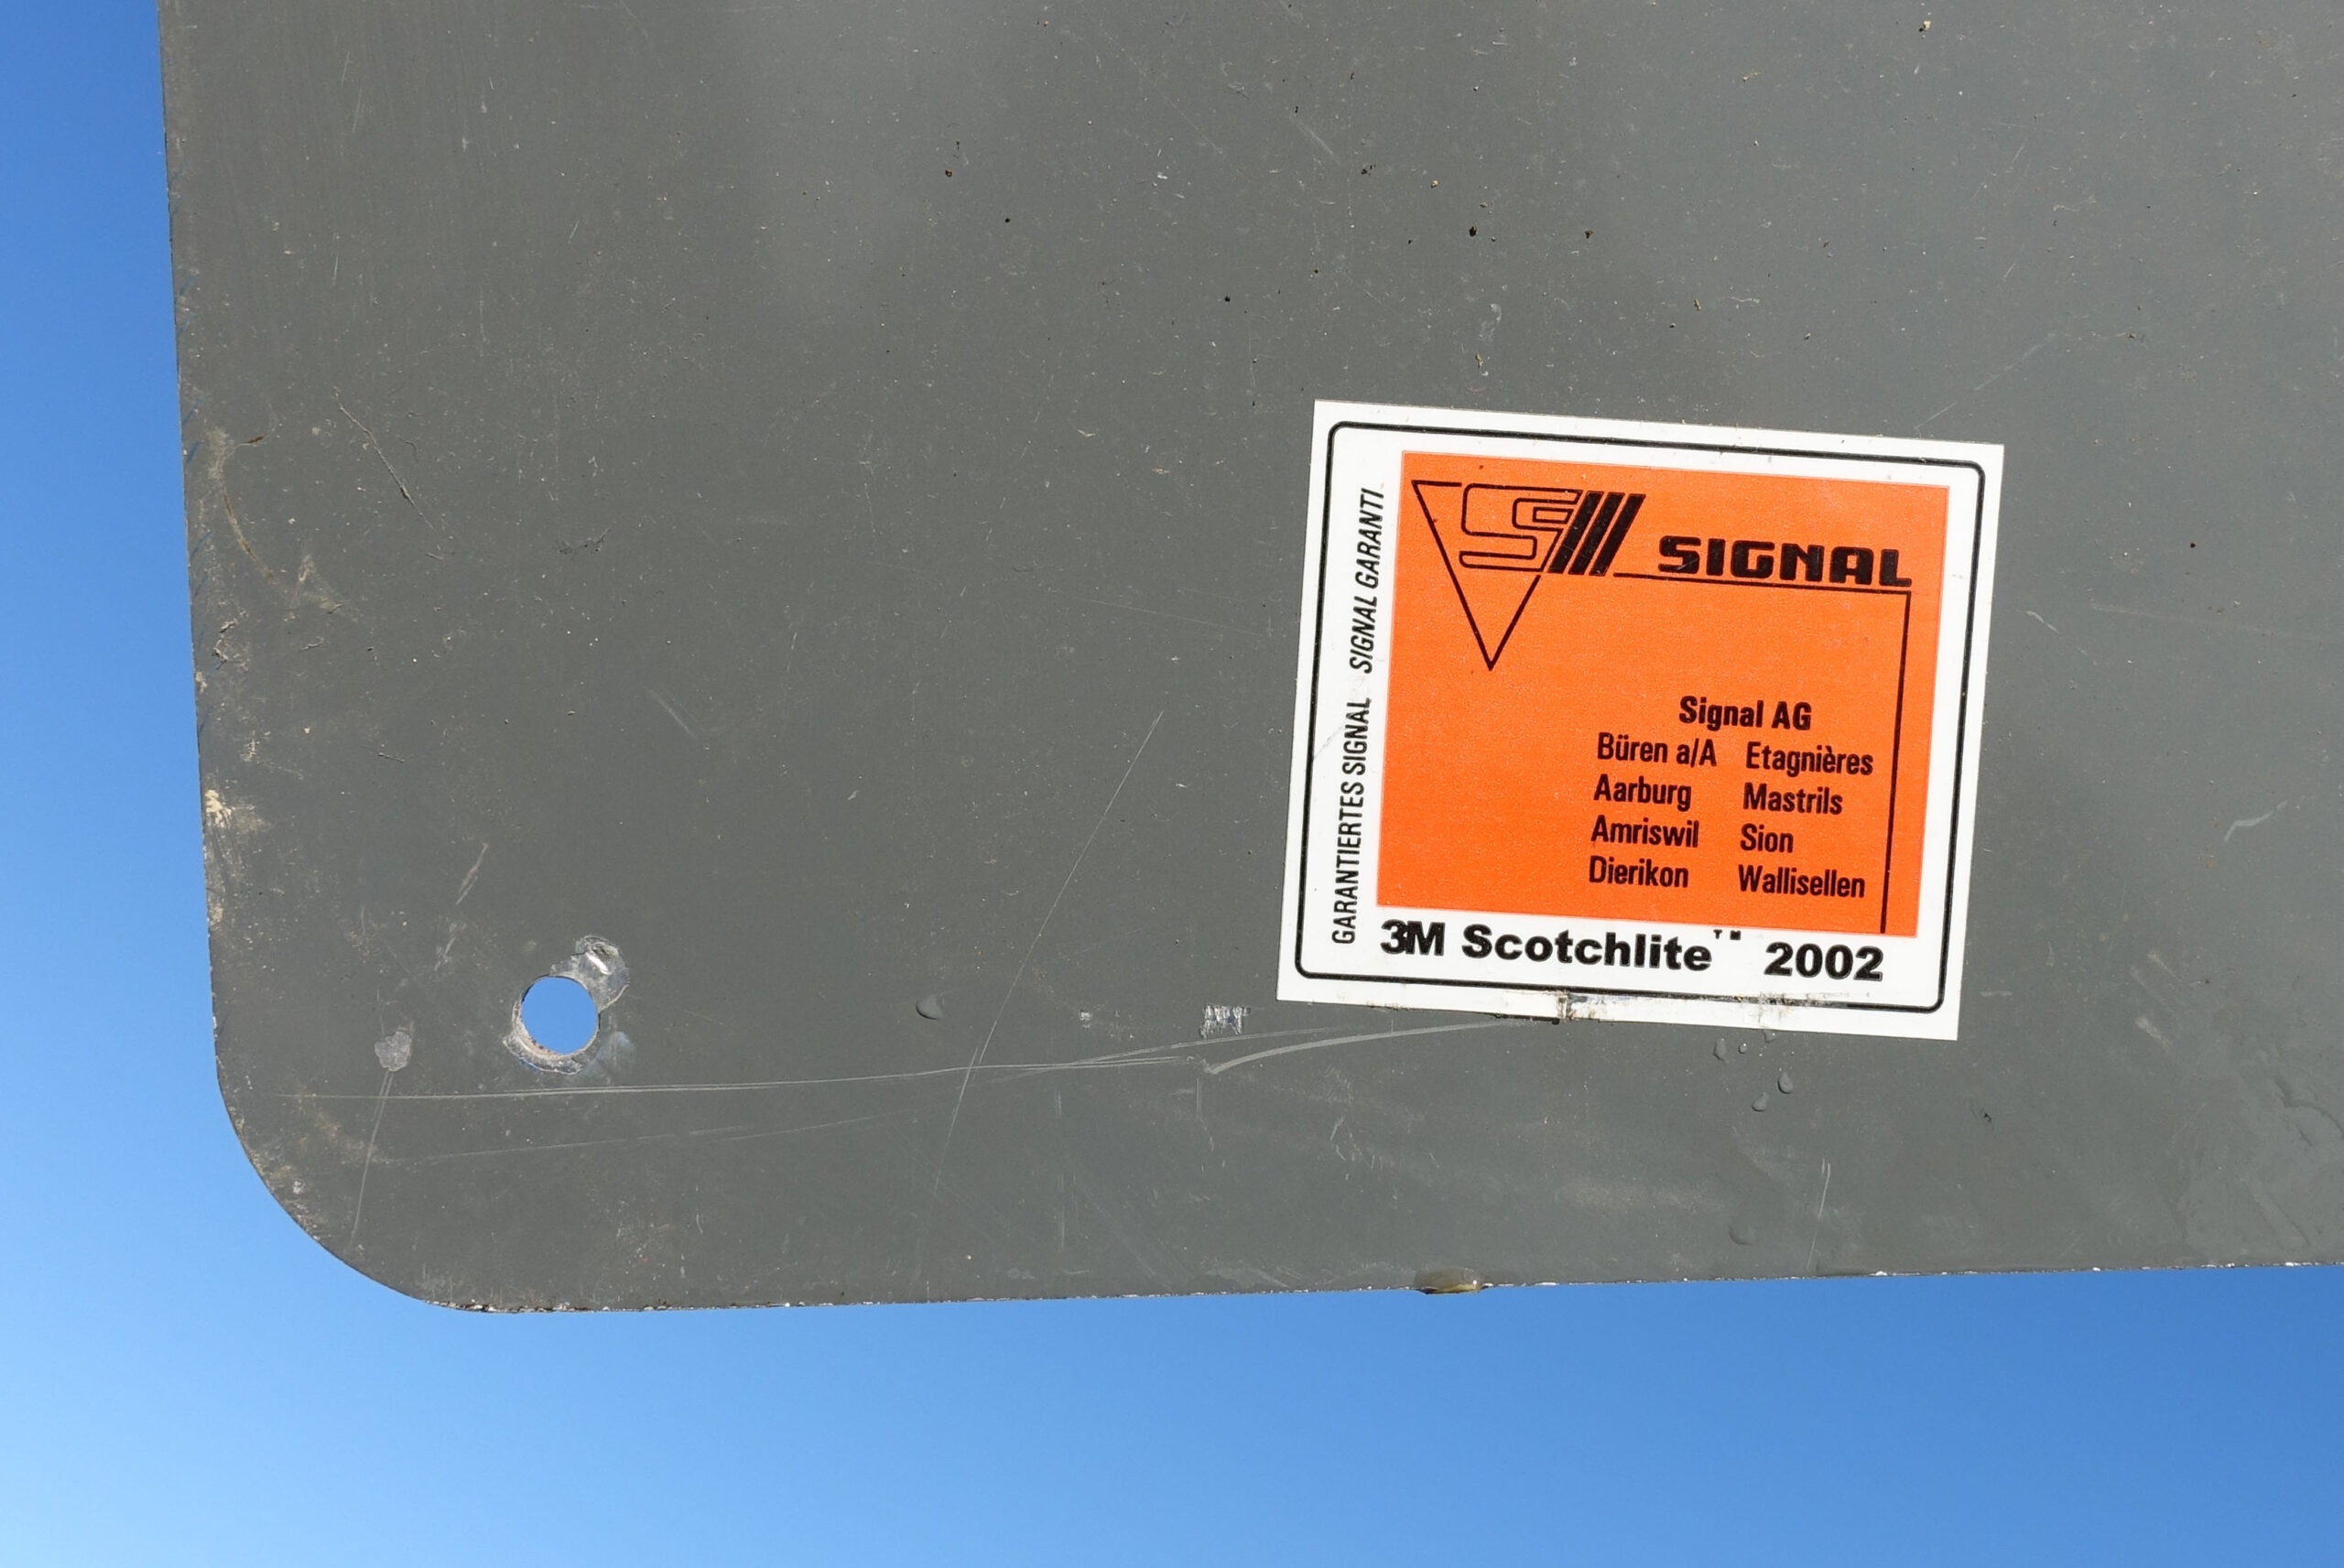 SIGNAL
Signal AG
Büren a/A Etagnières
Aarburg Mastrils
Amriswil Sion
Dierikon Wallisellen
3M Scotchlite™ 2002
GARANTIERTES SIGNAL SIGNAL GARANTI